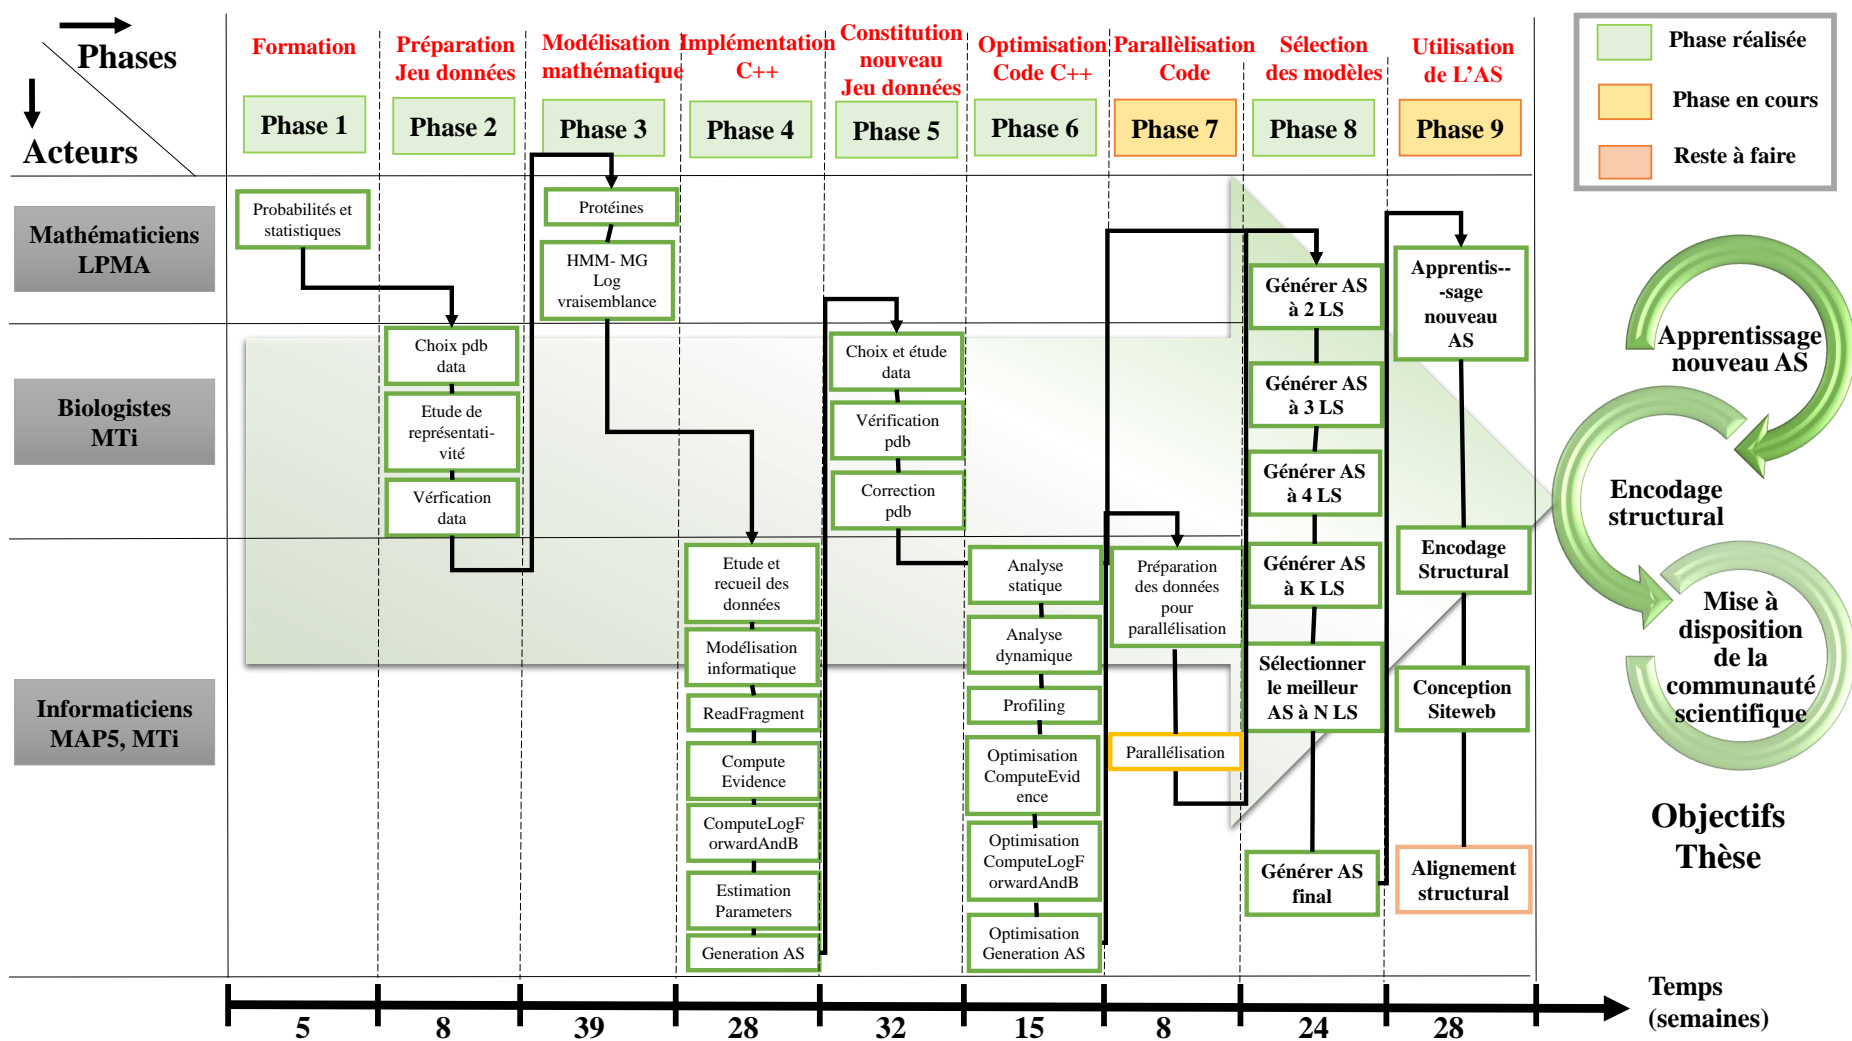 Phases
Acteurs
Formation
Préparation
Jeu données
Modélisation
mathématique
Implémentation
C++
Constitution
nouveau
Jeu données
Optimisation
Code C++
Parallèlisation
Code
Sélection
des modèles
Utilisation
de L'AS
Phase 1
Phase 2
Phase 3
Phase 4
Phase 5
Phase 6
Phase 7
Phase 8
Phase 9
Phase réalisée
Phase en cours
Reste à faire
Mathématiciens
LPMA
Biologistes
MTi
Informaticiens
MAP5, MTi
Probabilités et
statistiques
Choix pdb
data
Etude de
représentati-
vité
Vérfication
data
Protéines
HMM- MG
Log
vraisemblance
Etude et
recueil des
données
Modélisation
informatique
ReadFragment
Compute
Evidence
ComputeLogF
orwardAndB
Estimation
Parameters
Generation AS
Choix et étude
data
Vérification
pdb
Correction
pdb
Analyse
statique
Analyse
dynamique
Profiling
Optimisation
ComputeEvid
ence
Optimisation
ComputeLogF
orwardAndB
Optimisation
Generation AS
Préparation
des données
pour
parallélisation
Parallélisation
Générer AS
à 2 LS
Générer AS
à 3 LS
Générer AS
à 4 LS
Générer AS
à K LS
Sélectionner
le meilleur
AS à N LS
Générer AS
final
Apprentis--
-sage
nouveau
AS
Encodage
Structural
Conception
Siteweb
Alignement
structural
Apprentissage
nouveau AS
Encodage
structural
Mise à
disposition
de la
communauté
scientifique
Objectifs
Thèse
5
8
39
28
32
15
8
24
28
Temps
(semaines)